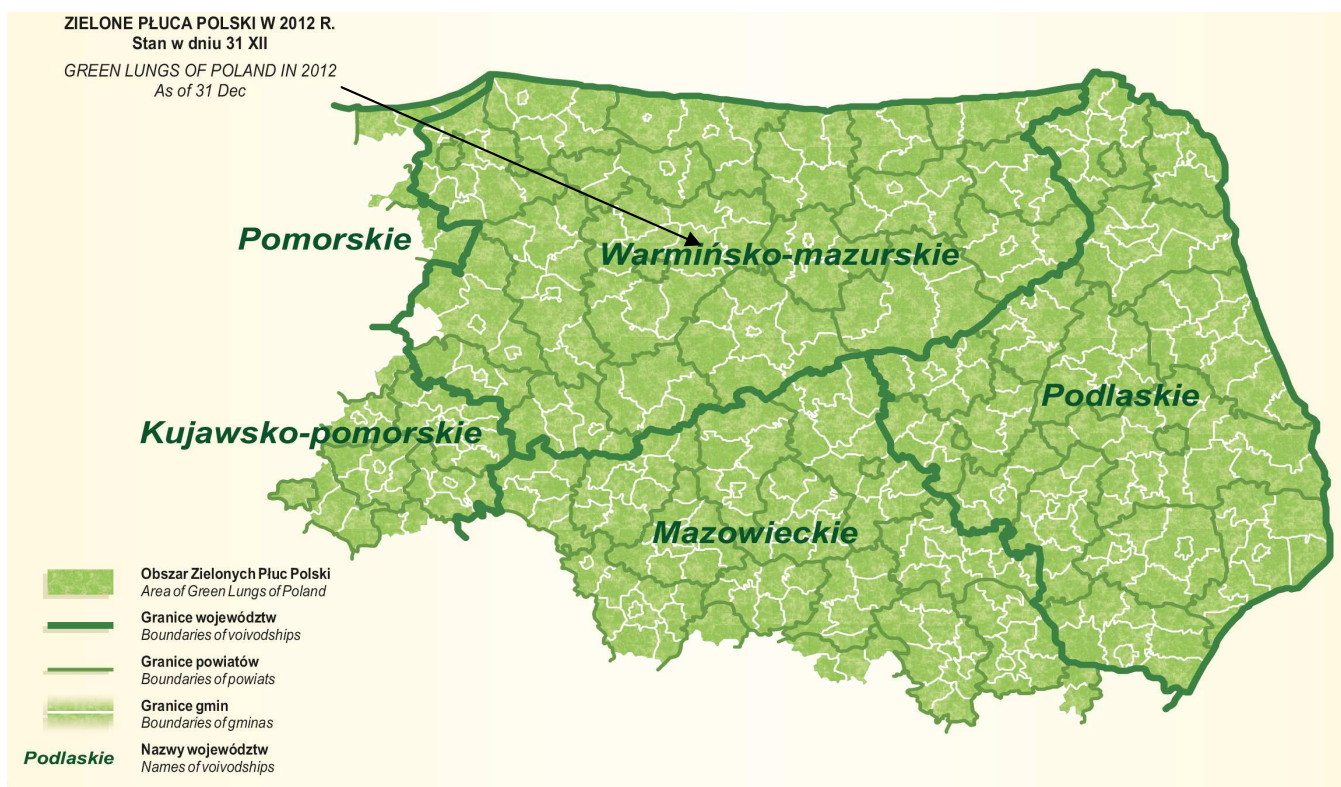 ZIELONE PŁUCA POLSKI W 2012 R.
Stan w dniu 31 XII
GREEN LUNGS OF POLAND IN 2012
As of 31 Dec
Pomorskie
Warmińsko-mazurskie
Podlaskie
Kujawsko-pomorskie
Mazowieckie
Obszar Zielonych Płuc Polski
Area of Green Lungs of Poland
Granice województw
Boundaries of voivodships
Granice powiatów
Boundaries of powiats
Granice gmin
Boundaries of gminas
Podlaskie
Nazwy województw
Names of voivodships